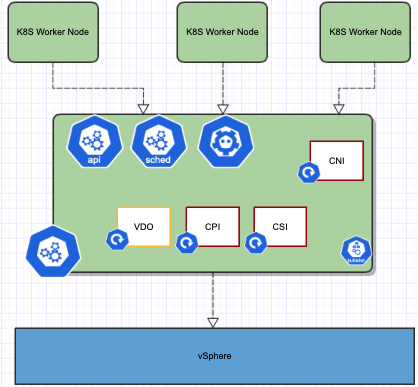 K8S Worker Node
K8S Worker Node
K8S Worker Node
api
sched
CNI
VDO
CPI
CSI
kubelet
vSphere